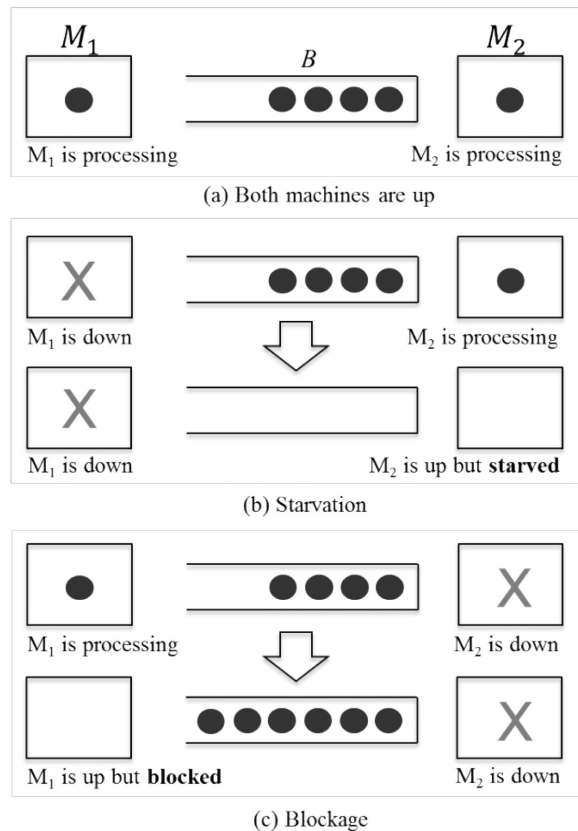 M₁ B M₂
M₁ is processing M₂ is processing
(a) Both machines are up
X
M₁ is down M₂ is processing
X
M₁ is down M₂ is up but starved
(b) Starvation
X
M₁ is processing M₂ is down
X
M₁ is up but blocked M₂ is down
(c) Blockage